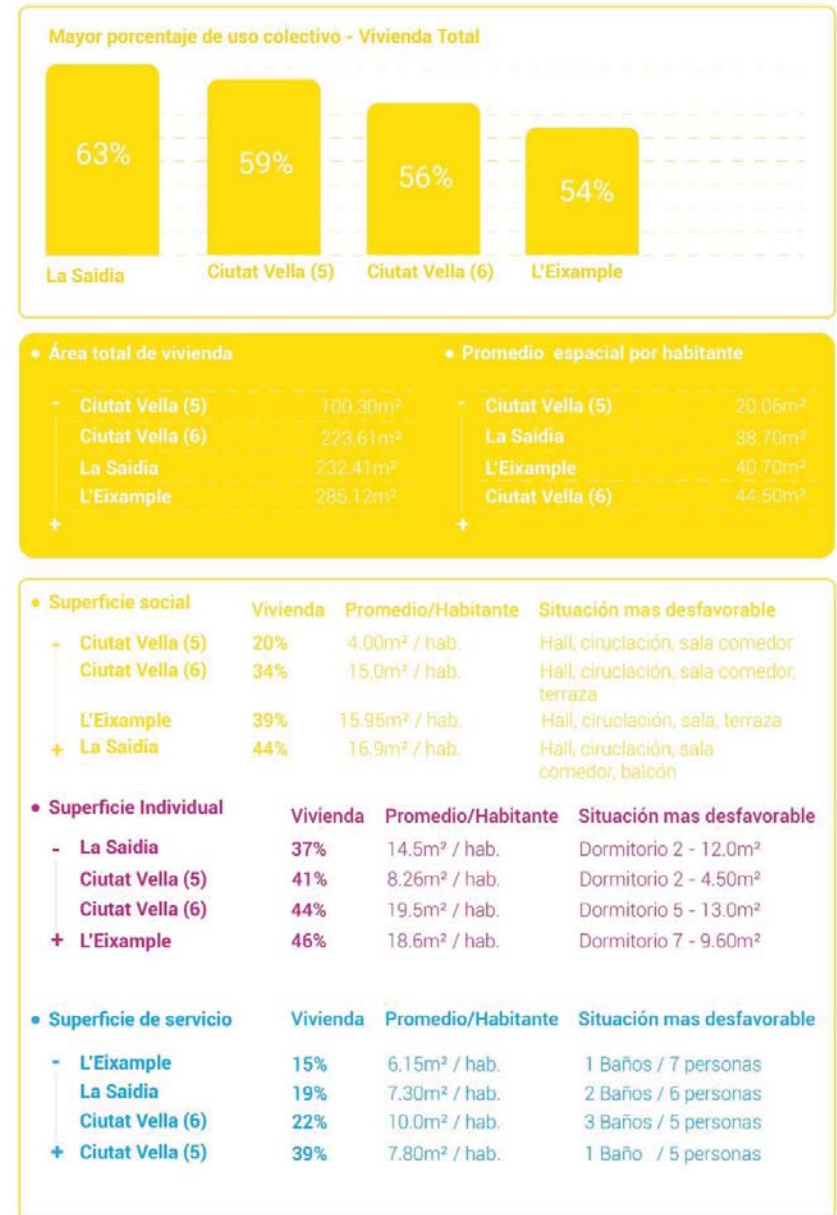 Mayor porcentaje de uso colectivo - Vivienda Total
63%
59%
56%
54%
La Saidia
Ciutat Vella (5)
Ciutat Vella (6)
L'Eixample
• Área total de vivienda
- Ciutat Vella (5) 100.30m²
Ciutat Vella (6) 223.61m²
La Saidia 232.41m²
L'Eixample 285.12m²
+
• Promedio espacial por habitante
- Ciutat Vella (5) 20.06m²
La Saidia 38.70m²
L'Eixample 40.70m²
Ciutat Vella (6) 44.50m²
+
• Superficie social Vivienda Promedio/Habitante Situación mas desfavorable
- Ciutat Vella (5) 20% 4.00m² / hab. Hall, ciruclación, sala comedor
Ciutat Vella (6) 34% 15.0m² / hab. Hall, ciruclación, sala comedor,
terraza
L'Eixample 39% 15.95m² / hab. Hall, ciruclación, sala, terraza
+ La Saidia 44% 16.9m² / hab. Hall, ciruclación, sala
comedor, balcón
• Superficie Individual Vivienda Promedio/Habitante Situación mas desfavorable
- La Saidia 37% 14.5m² / hab. Dormitorio 2 - 12.0m²
Ciutat Vella (5) 41% 8.26m² / hab. Dormitorio 2 - 4.50m²
Ciutat Vella (6) 44% 19.5m² / hab. Dormitorio 5 - 13.0m²
+ L'Eixample 46% 18.6m² / hab. Dormitorio 7 - 9.60m²
• Superficie de servicio Vivienda Promedio/Habitante Situación mas desfavorable
- L'Eixample 15% 6.15m² / hab. 1 Baños / 7 personas
La Saidia 19% 7.30m² / hab. 2 Baños / 6 personas
Ciutat Vella (6) 22% 10.0m² / hab. 3 Baños / 5 personas
+ Ciutat Vella (5) 39% 7.80m² / hab. 1 Baño / 5 personas